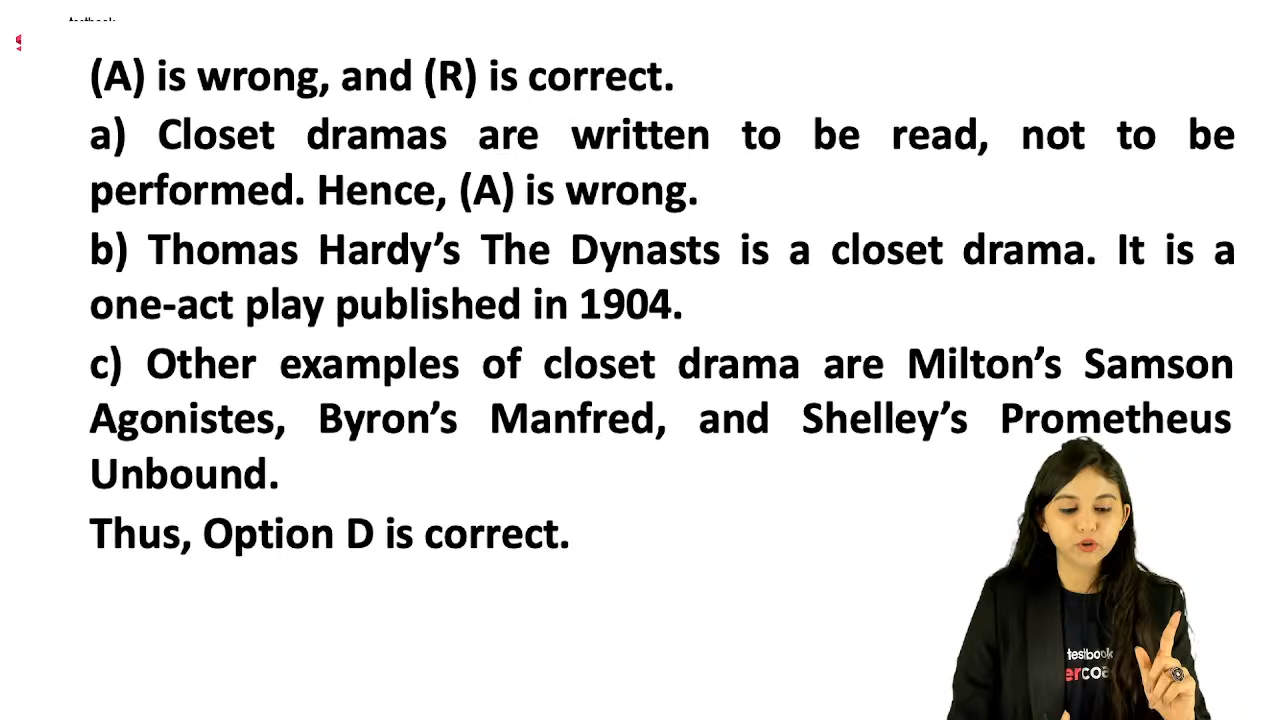 (A) is wrong, and (R) is correct.
a) Closet dramas are written to be read, not to be
performed. Hence, (A) is wrong.
b) Thomas Hardy’s The Dynasts is a closet drama. It is a
one-act play published in 1904.
c) Other examples of closet drama are Milton’s Samson
Agonistes, Byron’s Manfred, and Shelley’s Prometheus
Unbound.
Thus, Option D is correct.
testbook